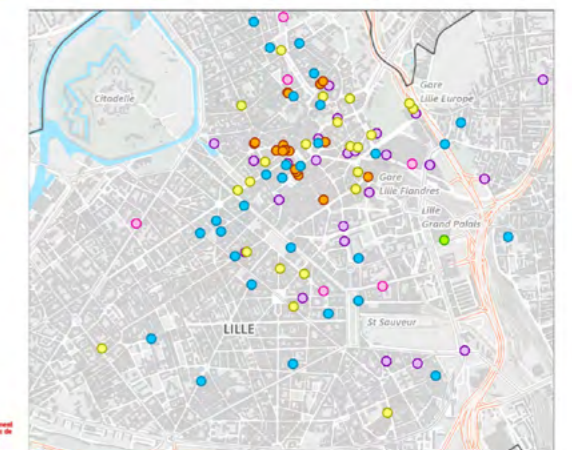 Citadelle
Gare
Lille Europe
Gare
Lille Flandres
Lille
Grand Palais
St Sauveur
LILLE